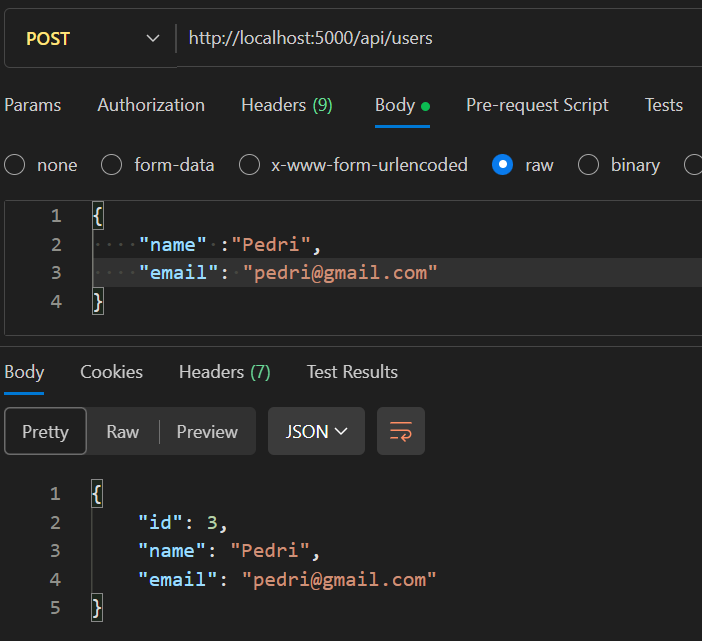 POST http://localhost:5000/api/users
Params Authorization Headers (9) Body Pre-request Script Tests
none form-data x-www-form-urlencoded raw binary
1 {
2 "name" :"Pedri",
3 "email": "pedri@gmail.com"
4 }
Body Cookies Headers (7) Test Results
Pretty Raw Preview JSON
1 {
2 "id": 3,
3 "name": "Pedri",
4 "email": "pedri@gmail.com"
5 }